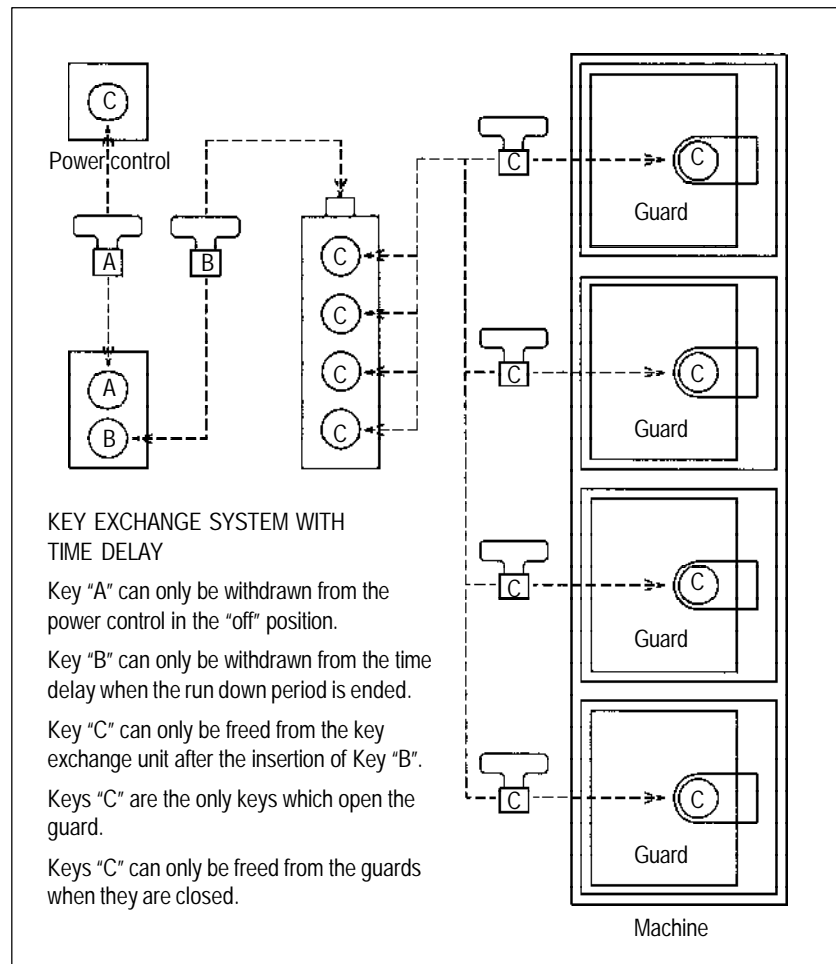 C
Power control
A
B
A
B
C
C
C
C
C
C
Guard
C
C
Guard
C
C
Guard
C
C
Guard
Machine
KEY EXCHANGE SYSTEM WITH
TIME DELAY
Key “A” can only be withdrawn from the
power control in the “off” position.
Key “B” can only be withdrawn from the time
delay when the run down period is ended.
Key “C” can only be freed from the key
exchange unit after the insertion of Key “B”.
Keys “C” are the only keys which open the
guard.
Keys “C” can only be freed from the guards
when they are closed.